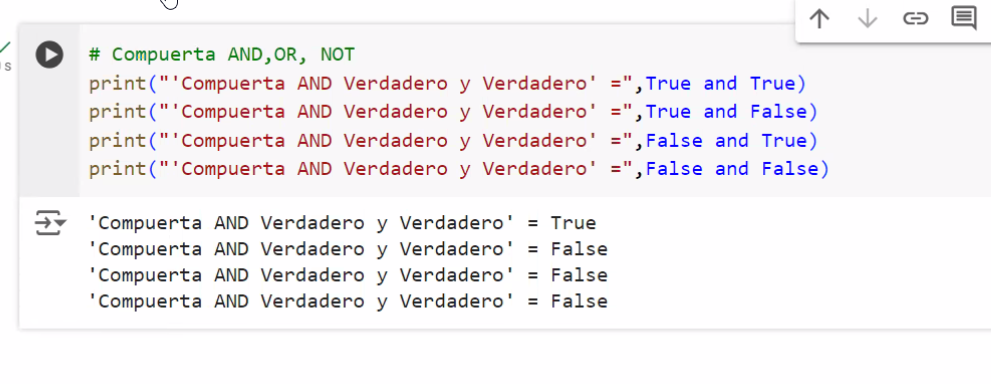 # Compuerta AND,OR, NOT
print("'Compuerta AND Verdadero y Verdadero' =",True and True)
print("'Compuerta AND Verdadero y Verdadero' =",True and False)
print("'Compuerta AND Verdadero y Verdadero' =",False and True)
print("'Compuerta AND Verdadero y Verdadero' =",False and False)
s
'Compuerta AND Verdadero y Verdadero' = True
'Compuerta AND Verdadero y Verdadero' = False
'Compuerta AND Verdadero y Verdadero' = False
'Compuerta AND Verdadero y Verdadero' = False